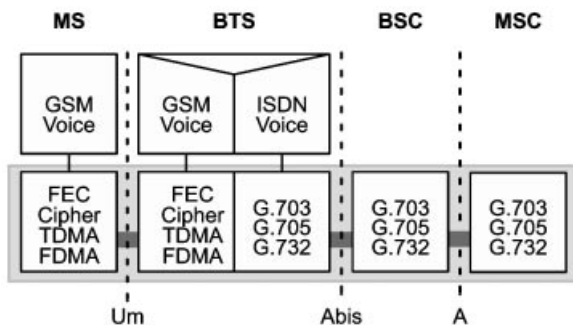 MS BTS BSC MSC
GSM
Voice
GSM
Voice
ISDN
Voice
FEC
Cipher
TDMA
FDMA
FEC
Cipher
TDMA
FDMA
G.703
G.705
G.732
G.703
G.705
G.732
G.703
G.705
G.732
Um Abis A